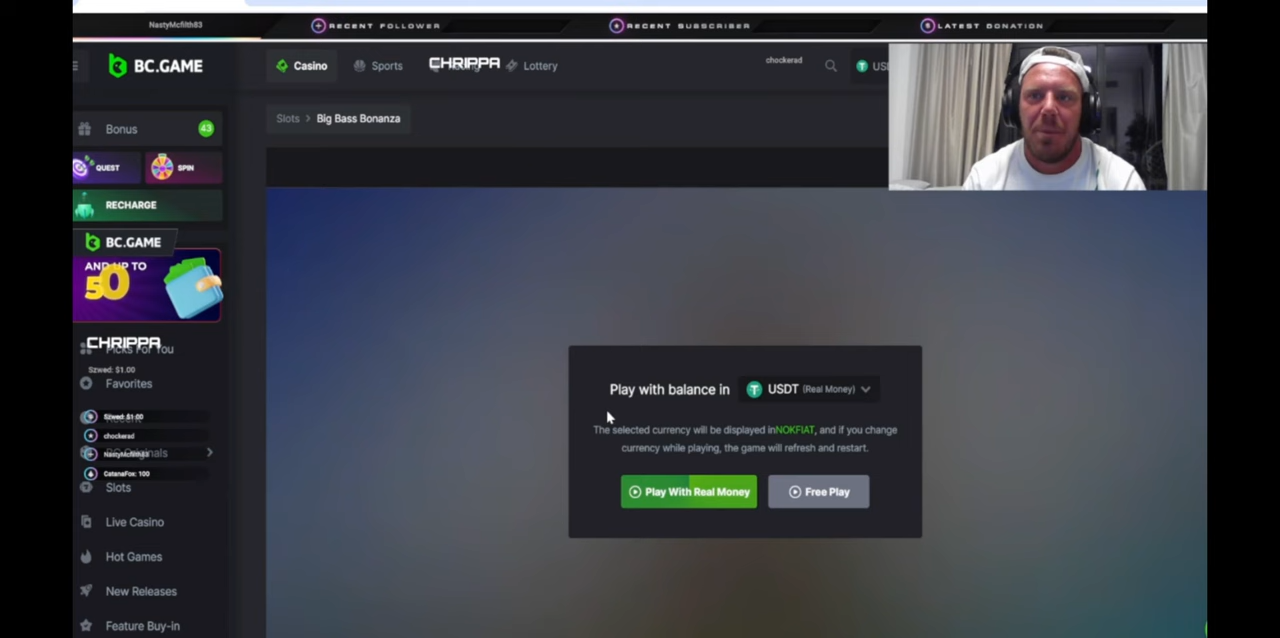 NastyMcfilth83
RECENT FOLLOWER
RECENT SUBSCRIBER
LATEST DONATION
BC.GAME
Casino
Sports
CHRIPPA
Lottery
chockerad
Slots > Big Bass Bonanza
Bonus
43
QUEST
SPIN
RECHARGE
BC.GAME
AND UP TO
50
CHRIPPA
Picks For You
Szwed: $1.00
Favorites
Szwed: $1.00
chockerad
NastyMcfilth83
CatanaFox: 100
Slots
Live Casino
Hot Games
New Releases
Feature Buy-in
Play with balance in
USDT (Real Money)
The selected currency will be displayed inNOKFIAT, and if you change
currency while playing, the game will refresh and restart.
Play With Real Money
Free Play